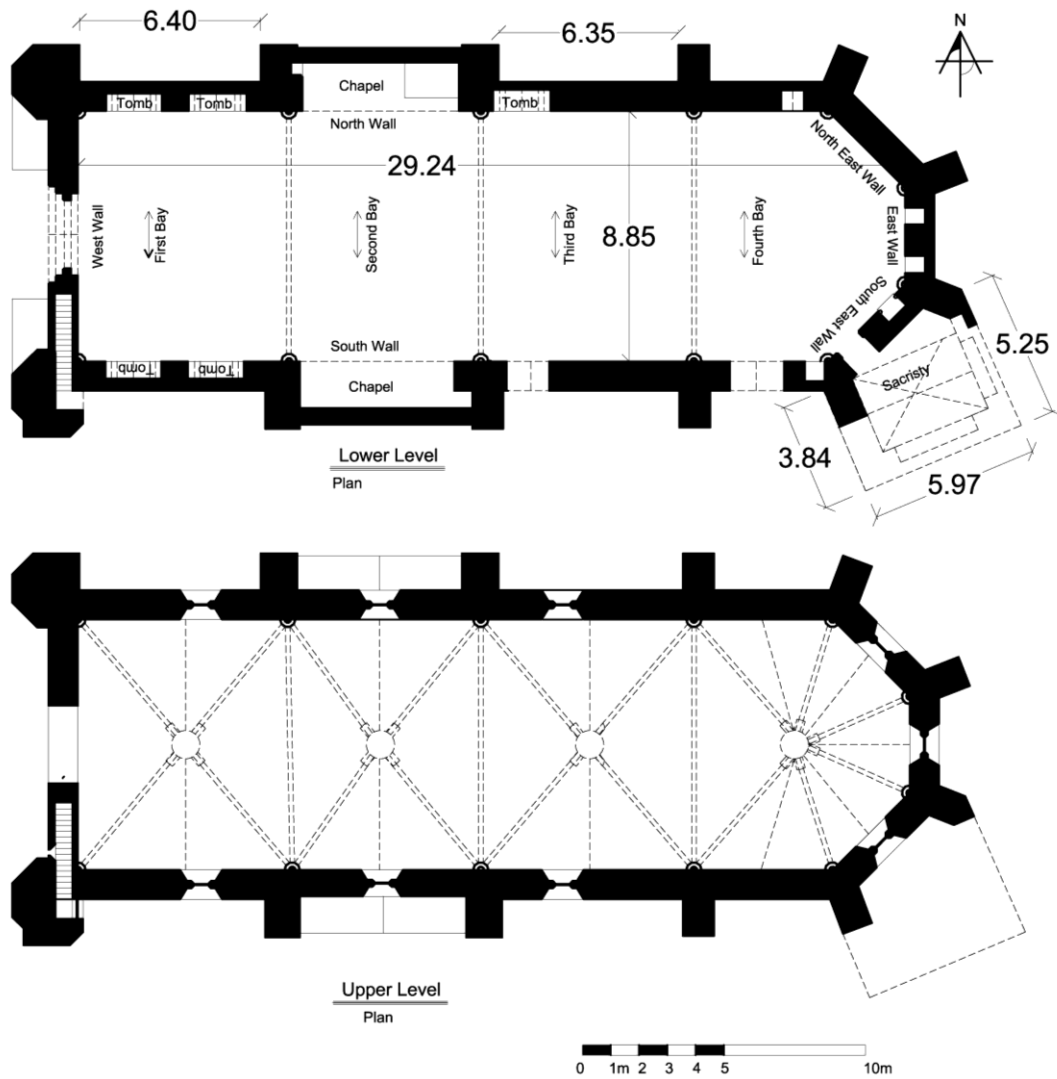 6.40
6.35
N
Chapel
Tomb
Tomb
Tomb
North Wall
North East Wall
29.24
West Wall
First Bay
Second Bay
Third Bay
Fourth Bay
East Wall
8.85
South East Wall
South Wall
Tomb
Tomb
Chapel
Sacristy
5.25
3.84
5.97
Lower Level
Plan
Upper Level
Plan
0 1m 2 3 4 5 10m